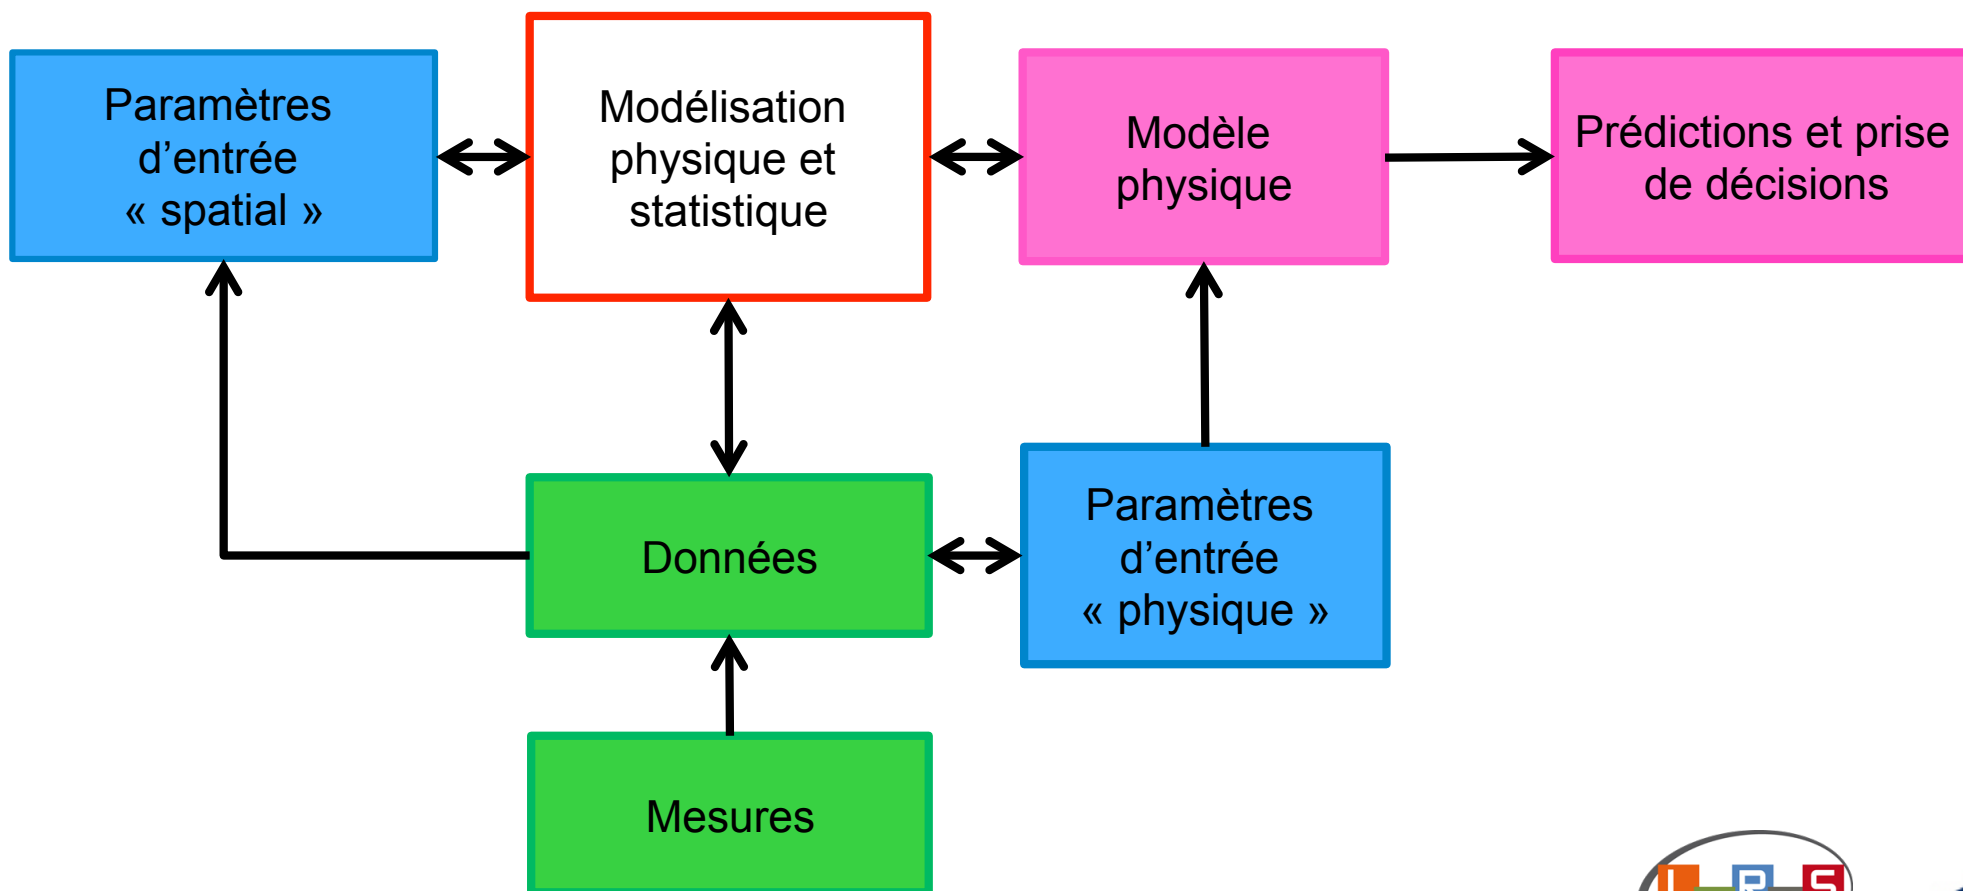 Paramètres
d’entrée
« spatial »
Modélisation
physique et
statistique
Modèle
physique
Prédictions et prise
de décisions
Données
Paramètres
d’entrée
« physique »
Mesures
L R S